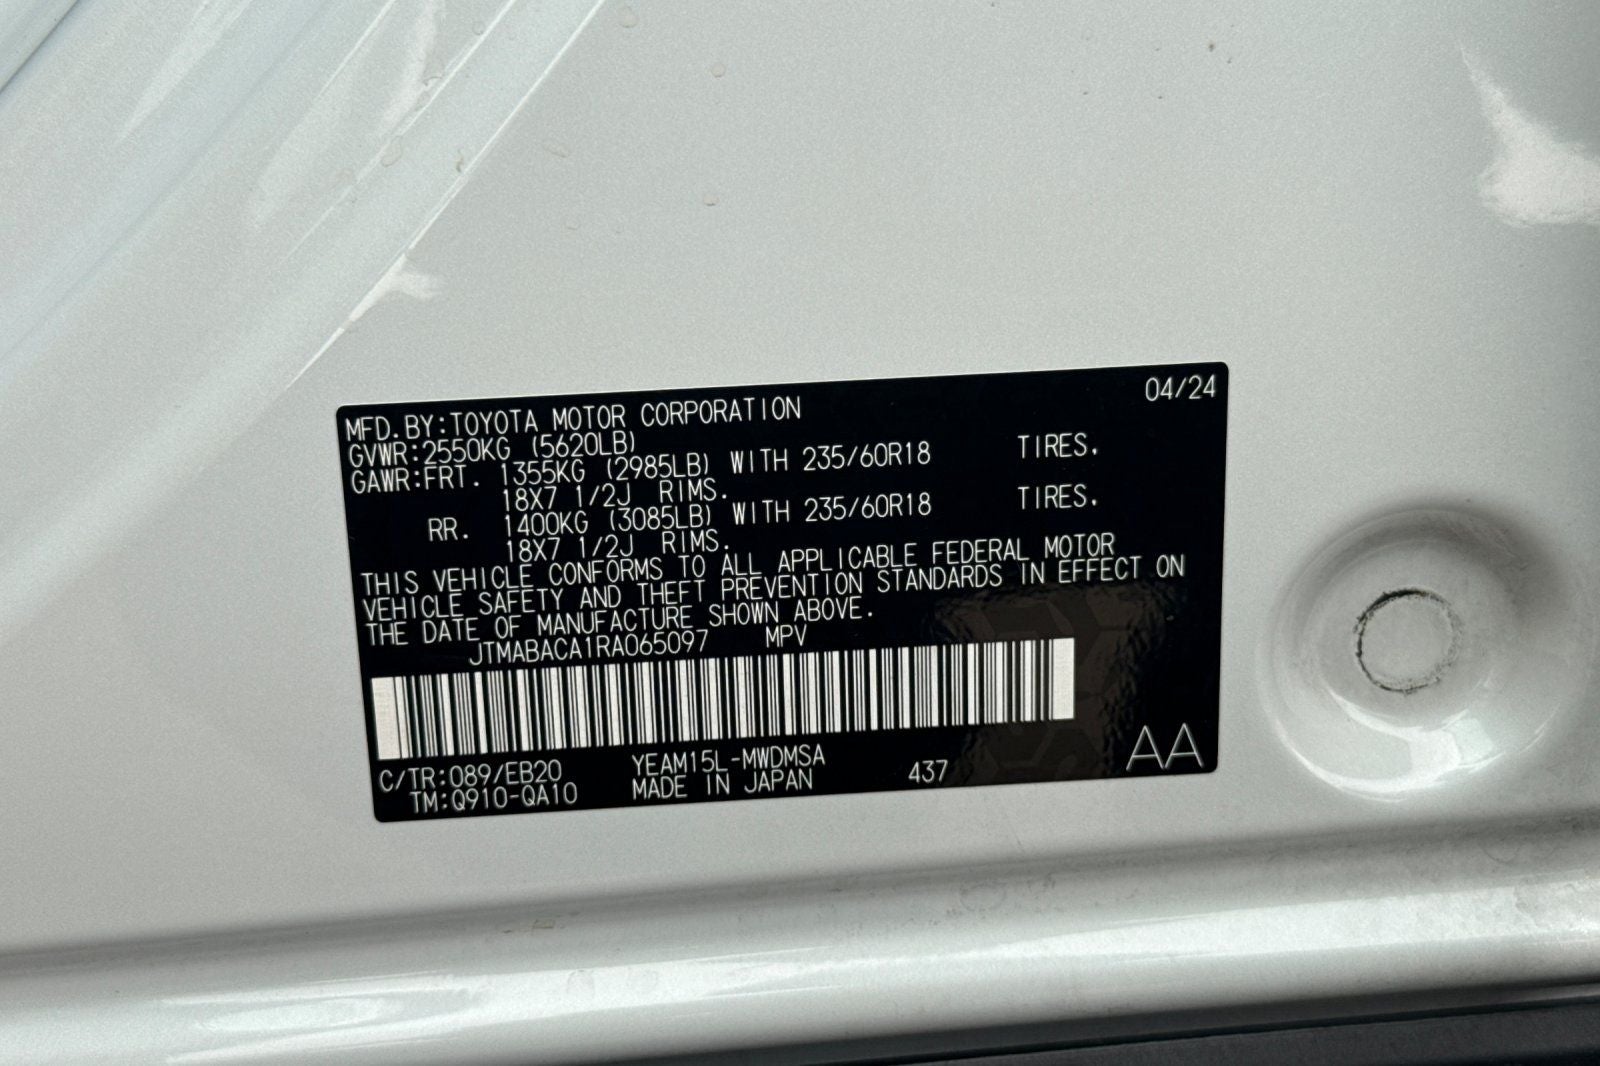 04/24
MFD.BY:TOYOTA MOTOR CORPORATION
GVWR:2550KG (5620LB)
GAWR:FRT. 1355KG (2985LB) WITH 235/60R18 TIRES.
18X7 1/2J RIMS.
RR. 1400KG (3085LB) WITH 235/60R18 TIRES.
18X7 1/2J RIMS.
THIS VEHICLE CONFORMS TO ALL APPLICABLE FEDERAL MOTOR
VEHICLE SAFETY AND THEFT PREVENTION STANDARDS IN EFFECT ON
THE DATE OF MANUFACTURE SHOWN ABOVE.
JTMABACA1RA065097 MPV
C/TR:089/EB20 YEAM15L-MWDMSA 437 AA
TM:Q910-QA10 MADE IN JAPAN